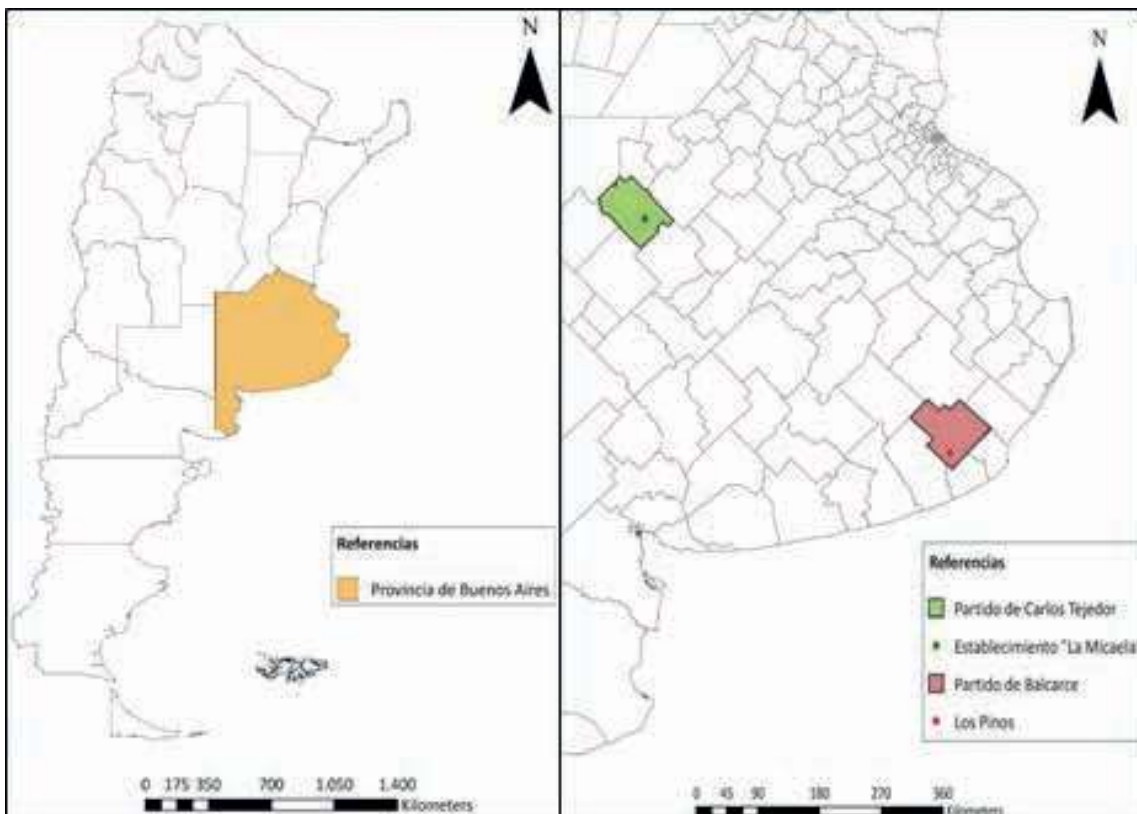 N
Referencias
Provincia de Buenos Aires
0 175 350 700 1.050 1.400
Kilometers
N
Referencias
Partido de Carlos Tejedor
Establecimiento "La Micaela
Partido de Balcarce
Los Pinos
0 45 90 180 270 360
Kilometers